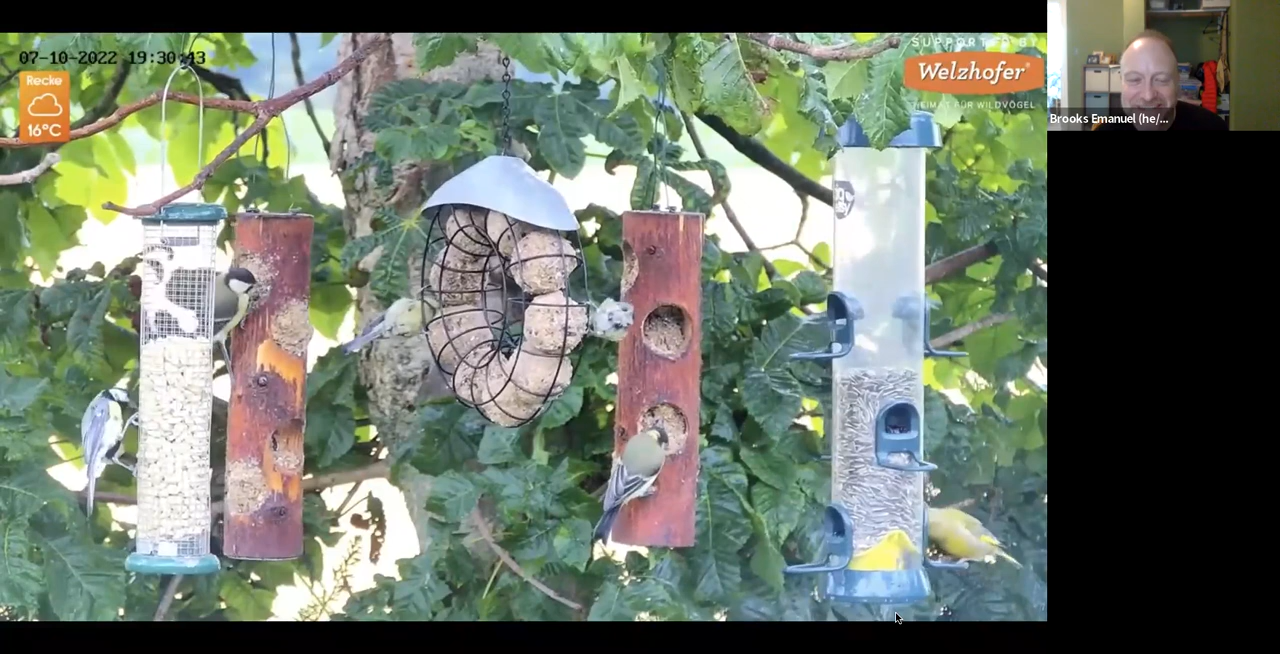 07-10-2022 19:30:43
Recke
16°C
SUPPORTED BY
Welzhofer®
HEIMAT FÜR WILDVÖGEL
Brooks Emanuel (he/...